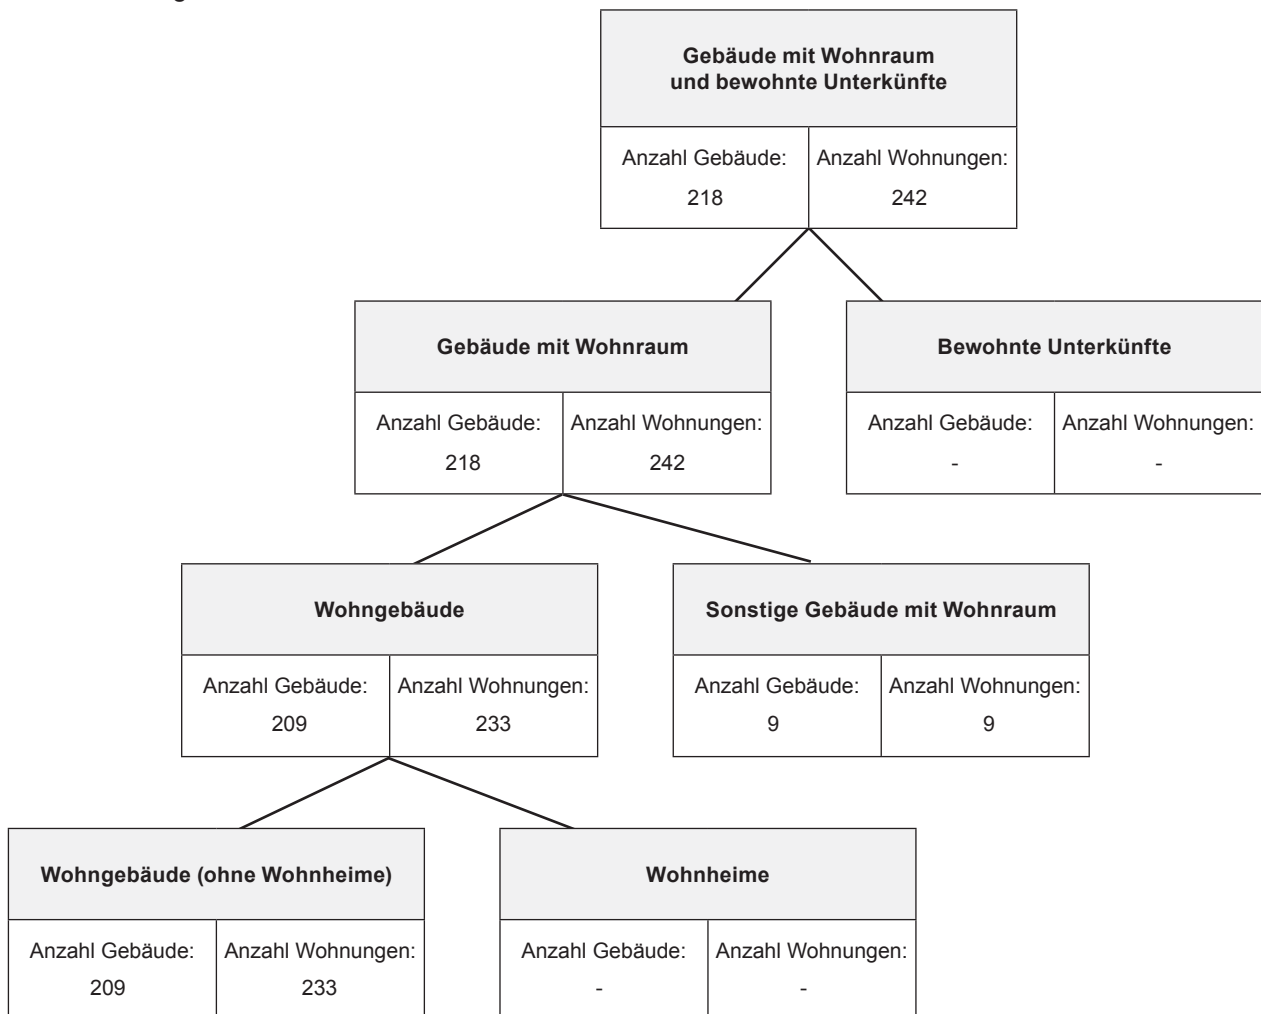 Gebäude mit Wohnraum
und bewohnte Unterkünfte
Anzahl Gebäude: Anzahl Wohnungen:
218 242
Gebäude mit Wohnraum
Anzahl Gebäude: Anzahl Wohnungen:
218 242
Bewohnte Unterkünfte
Anzahl Gebäude: Anzahl Wohnungen:
- -
Wohngebäude
Anzahl Gebäude: Anzahl Wohnungen:
209 233
Sonstige Gebäude mit Wohnraum
Anzahl Gebäude: Anzahl Wohnungen:
9 9
Wohngebäude (ohne Wohnheime)
Anzahl Gebäude: Anzahl Wohnungen:
209 233
Wohnheime
Anzahl Gebäude: Anzahl Wohnungen:
- -